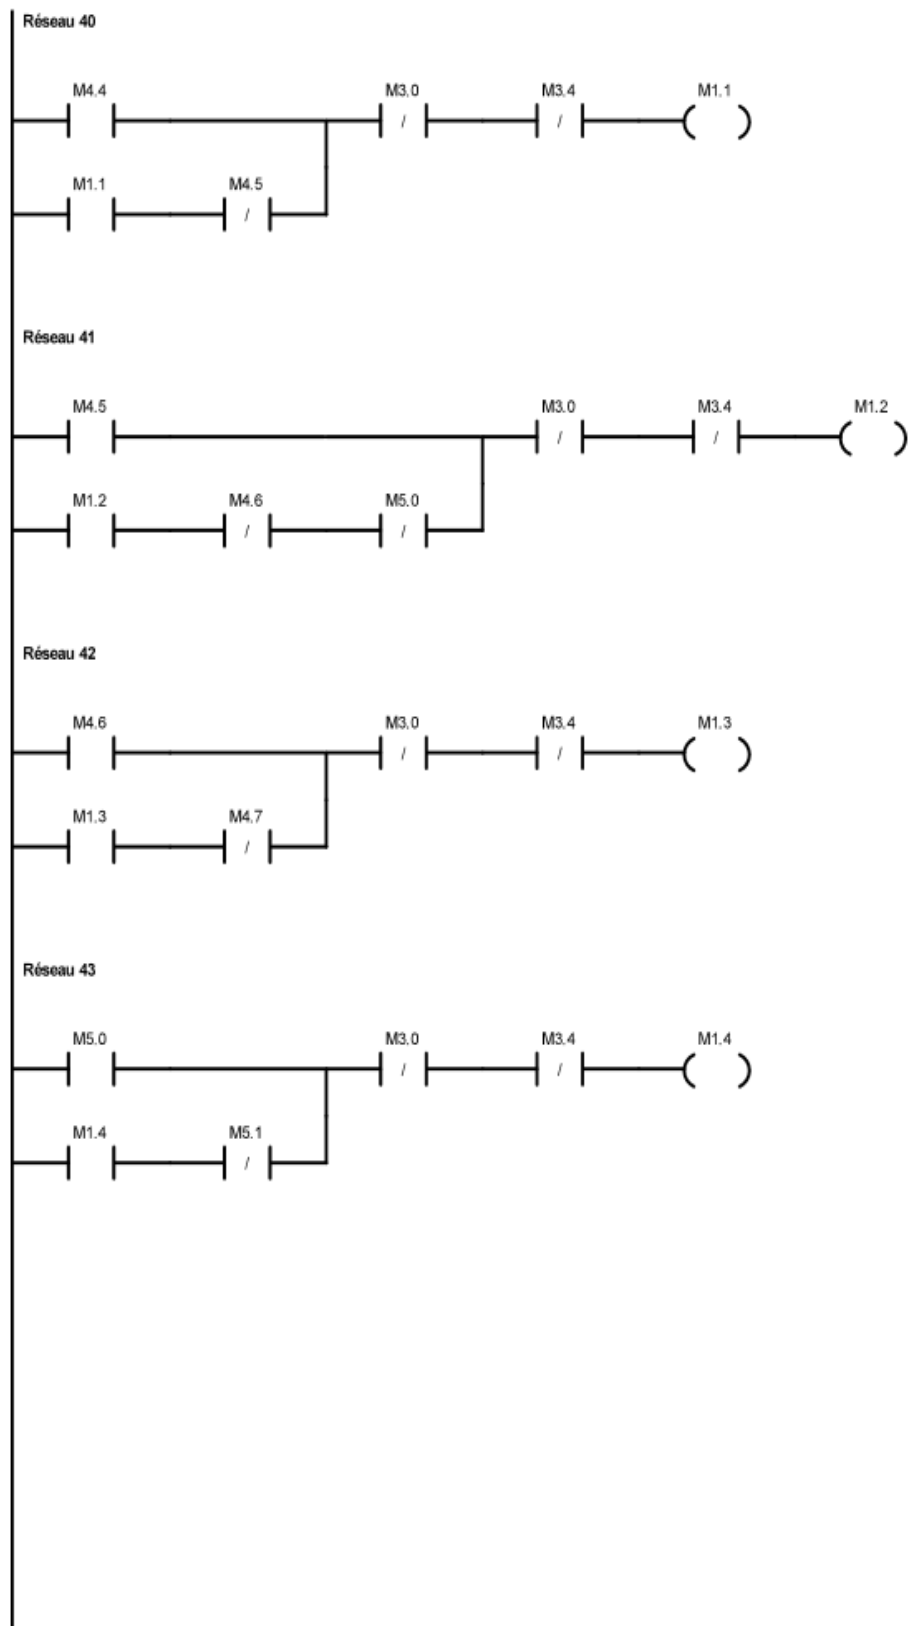 Réseau 40
M4.4 M3.0 M3.4 M1.1
/ /
M1.1 M4.5
/
Réseau 41
M4.5 M3.0 M3.4 M1.2
/ /
M1.2 M4.6 M5.0
/ /
Réseau 42
M4.6 M3.0 M3.4 M1.3
/ /
M1.3 M4.7
/
Réseau 43
M5.0 M3.0 M3.4 M1.4
/ /
M1.4 M5.1
/